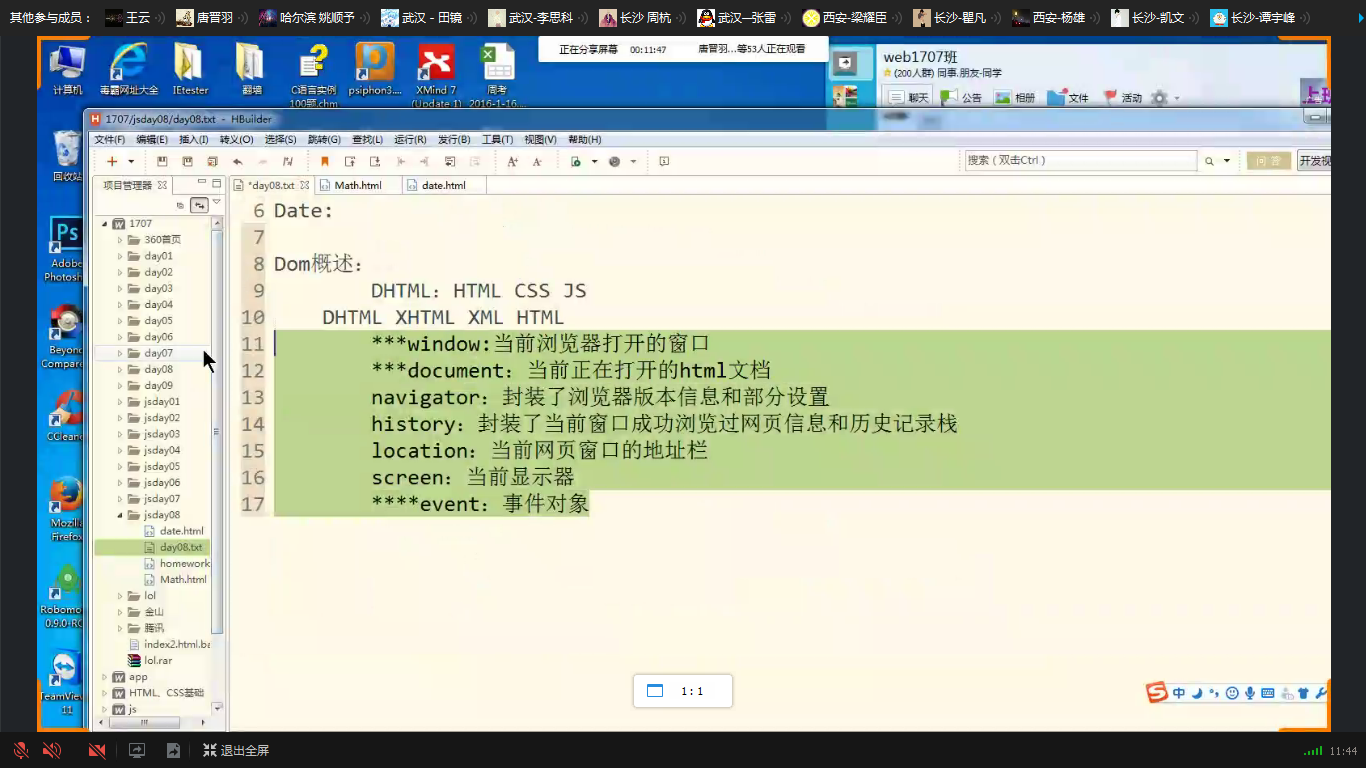 其他参与成员：
王云
唐晋羽
哈尔滨 姚顺予
武汉－田镜
武汉-李思科
长沙 周杭
武汉—张雷
西安-梁耀臣
长沙-瞿凡
西安-杨雄
长沙-凯文
长沙-谭宇峰
正在分享屏幕 00:11:47 唐晋羽...等53人正在观看
计算机
毒霸网址大全
IEtester
翻墙
C语言实例
100题.chm
psiphon3....
XMind 7
(Update 1)
周考
2016-1-16...
web1707班
(200人群) 同事.朋友-同学
聊天
公告
相册
文件
活动
回收站
Adobe
Photosh
Beyond
Compare
CClean
Mozill
Firefox
Robomo
0.9.0-RC
TeamView
11
1707/jsday08/day08.txt - HBuilder
文件(F) 编辑(E) 插入(I) 转义(O) 选择(S) 跳转(G) 查找(L) 运行(R) 发行(B) 工具(T) 视图(V) 帮助(H)
搜索（双击Ctrl）
问 答
开发视
项目管理器
*day08.txt
Math.html
date.html
1707
360首页
day01
day02
day03
day04
day05
day06
day07
day08
day09
jsday01
jsday02
jsday03
jsday04
jsday05
jsday06
jsday07
jsday08
date.html
day08.txt
homework
Math.html
lol
金山
腾讯
index2.html.ba
lol.rar
app
HTML、CSS基础
js
6 Date:
7
8 Dom概述：
9 DHTML：HTML CSS JS
10 DHTML XHTML XML HTML
11 ***window:当前浏览器打开的窗口
12 ***document：当前正在打开的html文档
13 navigator：封装了浏览器版本信息和部分设置
14 history：封装了当前窗口成功浏览过网页信息和历史记录栈
15 location：当前网页窗口的地址栏
16 screen：当前显示器
17 ****event：事件对象
1:1
中
退出全屏
11:44